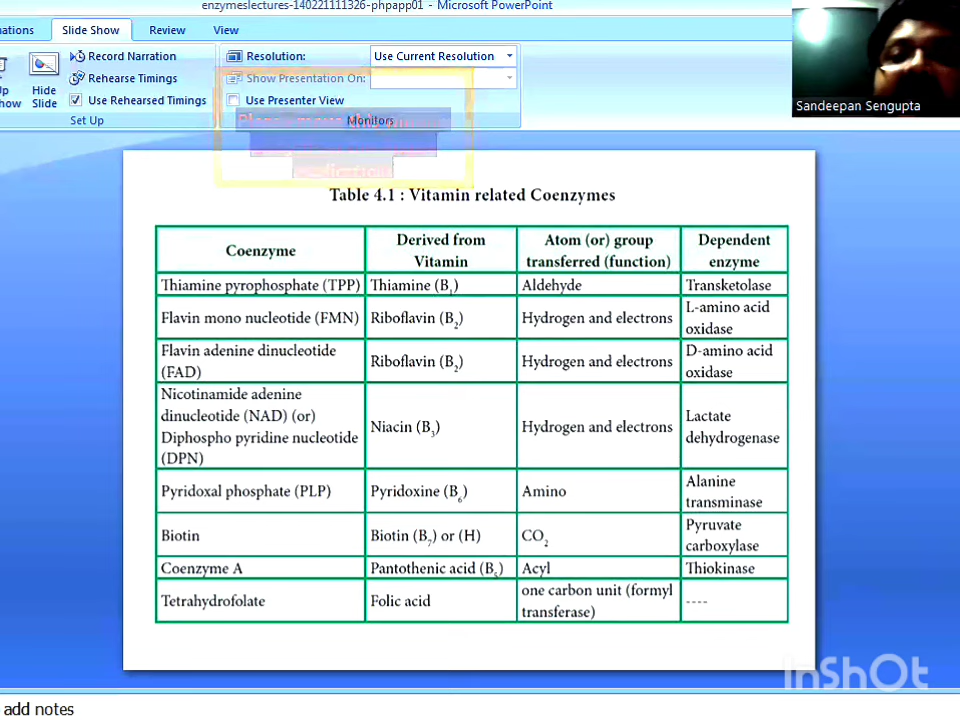 enzymeslectures-140221111326-phpapp01 - Microsoft PowerPoint
nations Slide Show Review View
Record Narration
Rehearse Timings
Use Rehearsed Timings
Up
Show
Hide
Slide
Set Up
Resolution: Use Current Resolution
Show Presentation On:
Use Presenter View
Monitors
Sandeepan Sengupta
Table 4.1 : Vitamin related Coenzymes
Coenzyme
Derived from
Vitamin
Atom (or) group
transferred (function)
Dependent
enzyme
Thiamine pyrophosphate (TPP) Thiamine (B₁) Aldehyde Transketolase
Flavin mono nucleotide (FMN) Riboflavin (B₂) Hydrogen and electrons L-amino acid
oxidase
Flavin adenine dinucleotide
(FAD) Riboflavin (B₂) Hydrogen and electrons D-amino acid
oxidase
Nicotinamide adenine
dinucleotide (NAD) (or)
Diphospho pyridine nucleotide
(DPN)
Niacin (B₃) Hydrogen and electrons Lactate
dehydrogenase
Pyridoxal phosphate (PLP) Pyridoxine (B₆) Amino Alanine
transminase
Biotin Biotin (B₇) or (H) CO₂ Pyruvate
carboxylase
Coenzyme A Pantothenic acid (B₅) Acyl Thiokinase
Tetrahydrofolate Folic acid one carbon unit (formyl
transferase) ----
InShOt
add notes